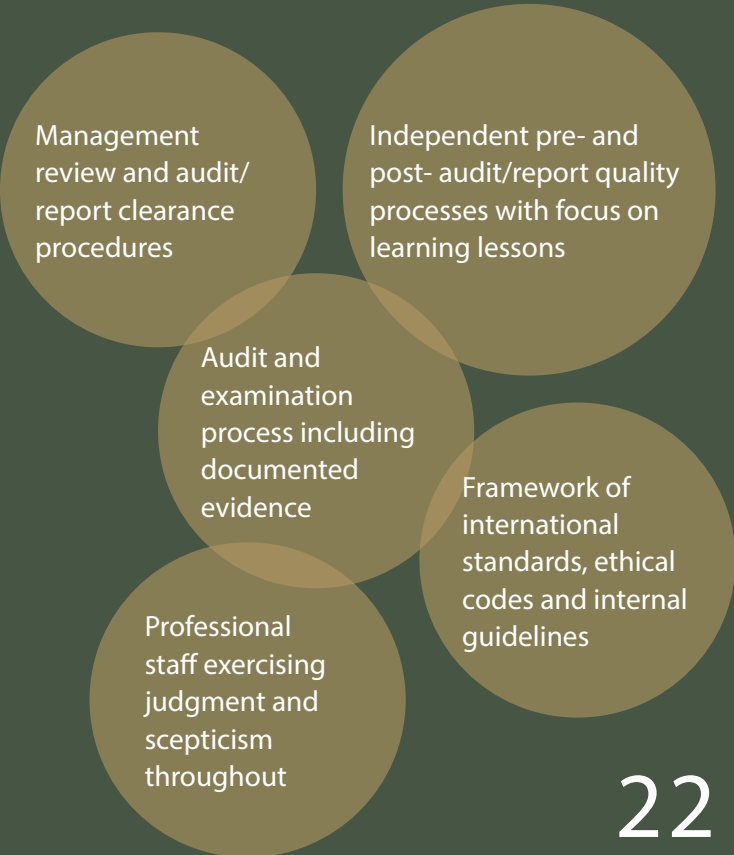 Management
review and audit/
report clearance
procedures
Independent pre- and
post- audit/report quality
processes with focus on
learning lessons
Audit and
examination
process including
documented
evidence
Framework of
international
standards, ethical
codes and internal
guidelines
Professional
staff exercising
judgment and
scepticism
throughout
22